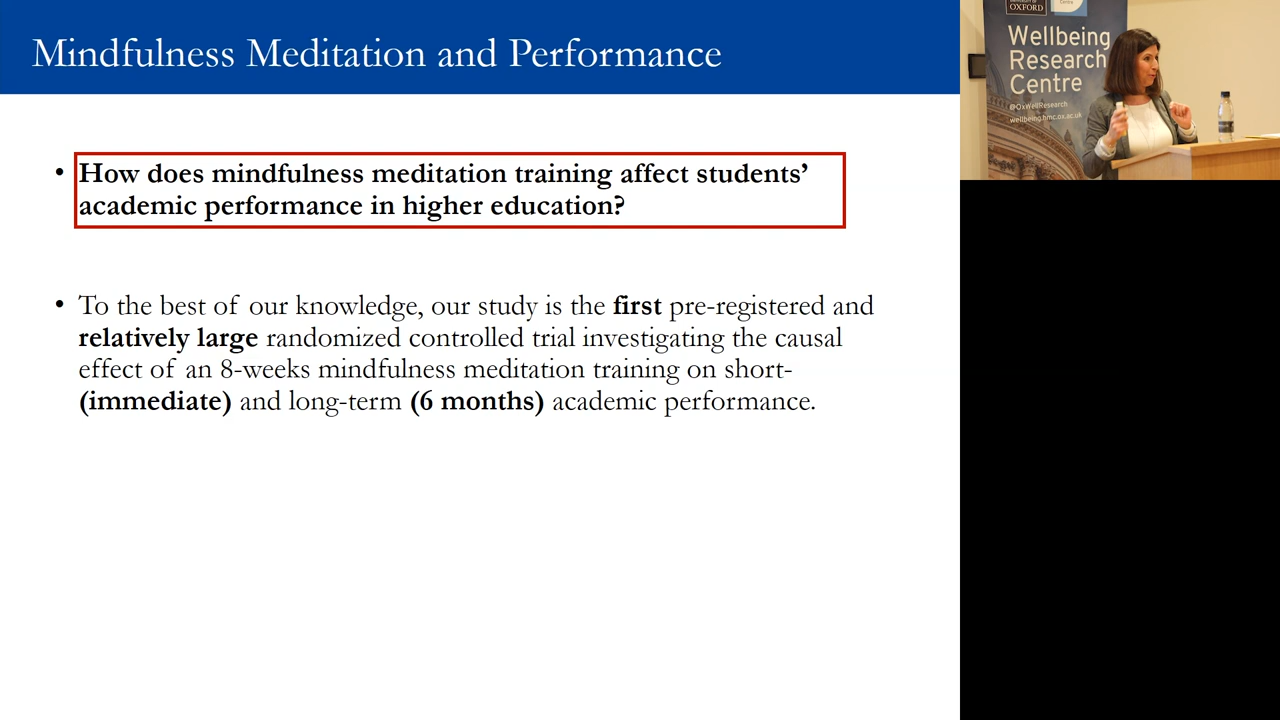 Mindfulness Meditation and Performance
• How does mindfulness meditation training affect students’
academic performance in higher education?
• To the best of our knowledge, our study is the first pre-registered and
relatively large randomized controlled trial investigating the causal
effect of an 8-weeks mindfulness meditation training on short-
(immediate) and long-term (6 months) academic performance.
OXFORD
Centre
Wellbeing
Research
Centre
@OxWellResearch
wellbeing.hmc.ox.ac.uk